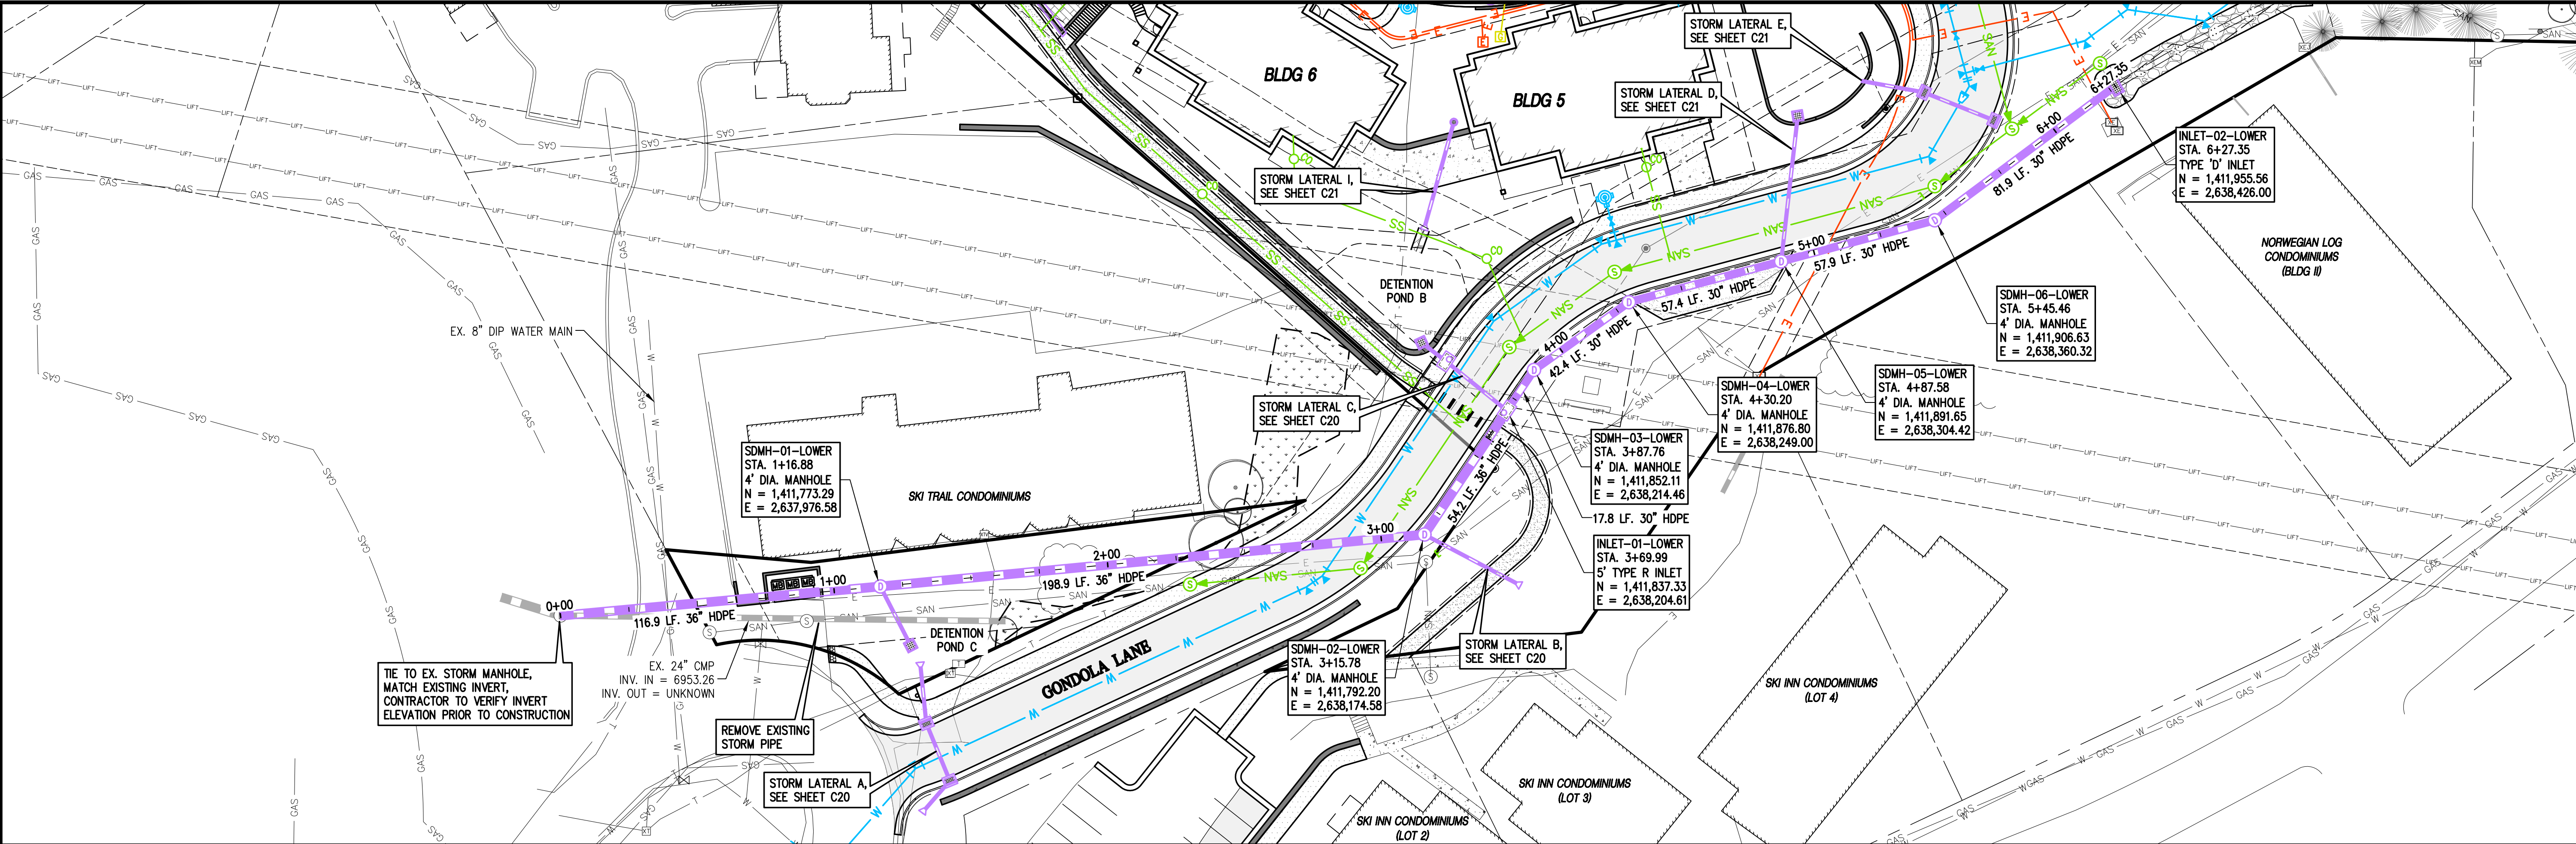 STORM LATERAL E,
SEE SHEET C21
BLDG 6
BLDG 5
STORM LATERAL D,
SEE SHEET C21
STORM LATERAL I,
SEE SHEET C21
6+27.35
6+00
81.9 LF. 30" HDPE
INLET-02-LOWER
STA. 6+27.35
TYPE 'D' INLET
N = 1,411,955.56
E = 2,638,426.00
NORWEGIAN LOG
CONDOMINIUMS
(BLDG II)
5+00
57.9 LF. 30" HDPE
57.4 LF. 30" HDPE
SDMH-06-LOWER
STA. 5+45.46
4' DIA. MANHOLE
N = 1,411,906.63
E = 2,638,360.32
DETENTION
POND B
EX. 8" DIP WATER MAIN
4+00
42.4 LF. 30" HDPE
SDMH-05-LOWER
STA. 4+87.58
4' DIA. MANHOLE
N = 1,411,891.65
E = 2,638,304.42
SDMH-04-LOWER
STA. 4+30.20
4' DIA. MANHOLE
N = 1,411,876.80
E = 2,638,249.00
STORM LATERAL C,
SEE SHEET C20
SDMH-03-LOWER
STA. 3+87.76
4' DIA. MANHOLE
N = 1,411,852.11
E = 2,638,214.46
17.8 LF. 30" HDPE
54.2 LF. 36" HDPE
SDMH-01-LOWER
STA. 1+16.88
4' DIA. MANHOLE
N = 1,411,773.29
E = 2,637,976.58
SKI TRAIL CONDOMINIUMS
INLET-01-LOWER
STA. 3+69.99
5' TYPE R INLET
N = 1,411,837.33
E = 2,638,204.61
3+00
2+00
198.9 LF. 36" HDPE
MB MB MB
1+00
0+00
116.9 LF. 36" HDPE
DETENTION
POND C
GONDOLA LANE
STORM LATERAL B,
SEE SHEET C20
SDMH-02-LOWER
STA. 3+15.78
4' DIA. MANHOLE
N = 1,411,792.20
E = 2,638,174.58
TIE TO EX. STORM MANHOLE,
MATCH EXISTING INVERT,
CONTRACTOR TO VERIFY INVERT
ELEVATION PRIOR TO CONSTRUCTION
EX. 24" CMP
INV. IN = 6953.26
INV. OUT = UNKNOWN
REMOVE EXISTING
STORM PIPE
STORM LATERAL A,
SEE SHEET C20
SKI INN CONDOMINIUMS
(LOT 4)
SKI INN CONDOMINIUMS
(LOT 3)
SKI INN CONDOMINIUMS
(LOT 2)